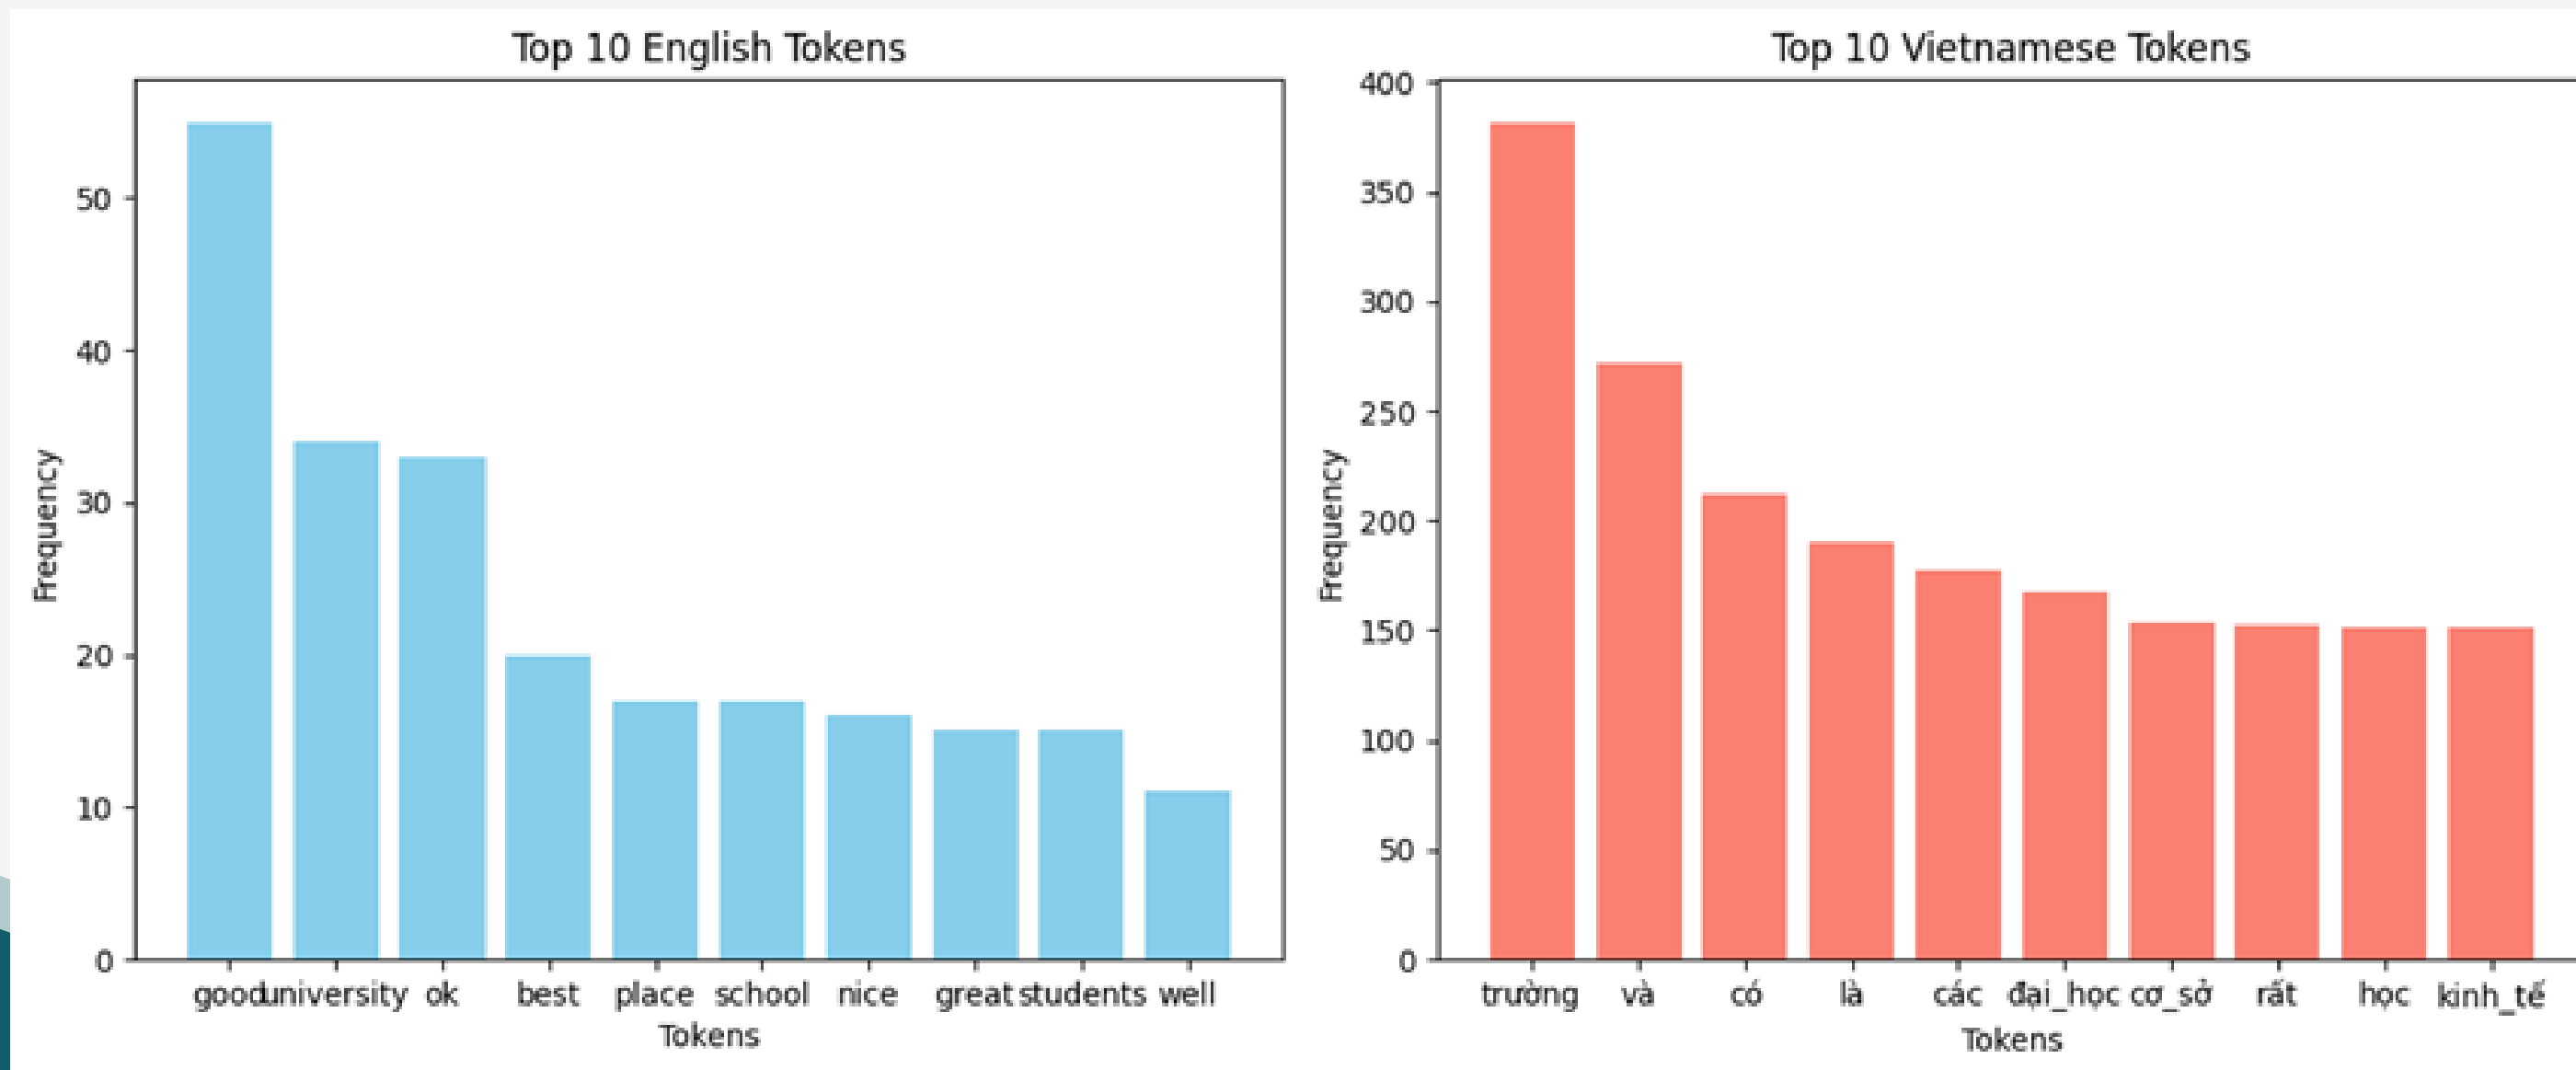 Top 10 English Tokens
Frequency
50
40
30
20
10
0
good university ok best place school nice great students well
Tokens
Top 10 Vietnamese Tokens
Frequency
400
350
300
250
200
150
100
50
0
trường và có là các đại_học cơ_sở rất học kinh_tế
Tokens